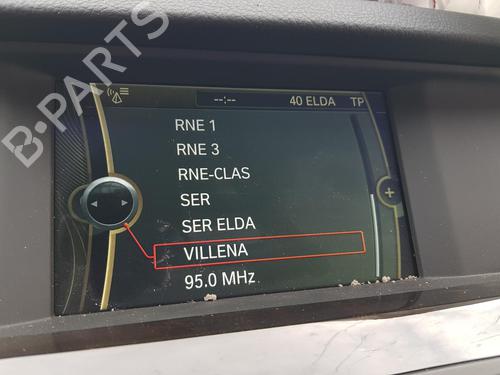 --:-- 40 ELDA TP
RNE 1
RNE 3
RNE-CLAS
SER
SER ELDA
VILLENA
95.0 MHz
B-PARTS